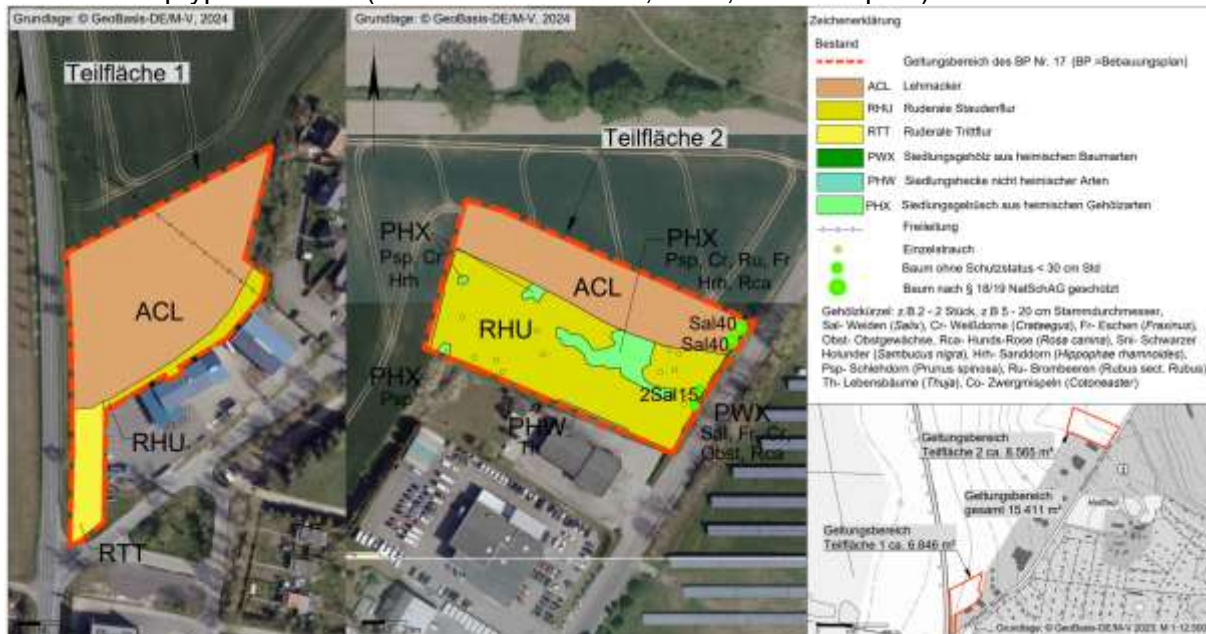 Grundlage: © GeoBasis-DE/M-V, 2024
Teilfläche 1
ACL
RHU
RTT
Grundlage: © GeoBasis-DE/M-V, 2024
Teilfläche 2
PHX
Psp, Cr
Hrh
PHX
Psp, Cr, Ru, Fr
Hrh, Rca
ACL
RHU
Sal40
Sal40
2Sal15
PHX
Psp
PHW
Th
PWX
Sal, Fr, Cr,
Obst, Rca
Zeichenerklärung
Bestand
Geltungsbereich des BP Nr. 17 (BP =Bebauungsplan)
ACL Lehmacker
RHU Ruderale Staudenflur
RTT Ruderale Trittflur
PWX Siedlungsgehölz aus heimischen Baumarten
PHW Siedlungshecke nicht heimischer Arten
PHX Siedlungsgebüsch aus heimischen Gehölzarten
Freileitung
Einzelstrauch
Baum ohne Schutzstatus < 30 cm Std
Baum nach § 18/19 NatSchAG geschützt
Gehölzkürzel: z.B.2 - 2 Stück, z.B 5 - 20 cm Stammdurchmesser,
Sal- Weiden (Salix), Cr- Weißdorne (Crataegus), Fr- Eschen (Fraxinus),
Obst- Obstgewächse, Rca- Hunds-Rose (Rosa canina), Sni- Schwarzer
Holunder (Sambucus nigra), Hrh- Sanddorn (Hippophae rhamnoides),
Psp- Schlehdorn (Prunus spinosa), Ru- Brombeeren (Rubus sect. Rubus)
Th- Lebensbäume (Thuja), Co- Zwergmispeln (Cotoneaster)
Geltungsbereich
Teilfläche 2 ca. 8.565 m²
Geltungsbereich
gesamt 15.411 m²
Geltungsbereich
Teilfläche 1 ca. 6.846 m²
Grundlage: © GeoBasis-DE/M-V 2023, M 1:12.500